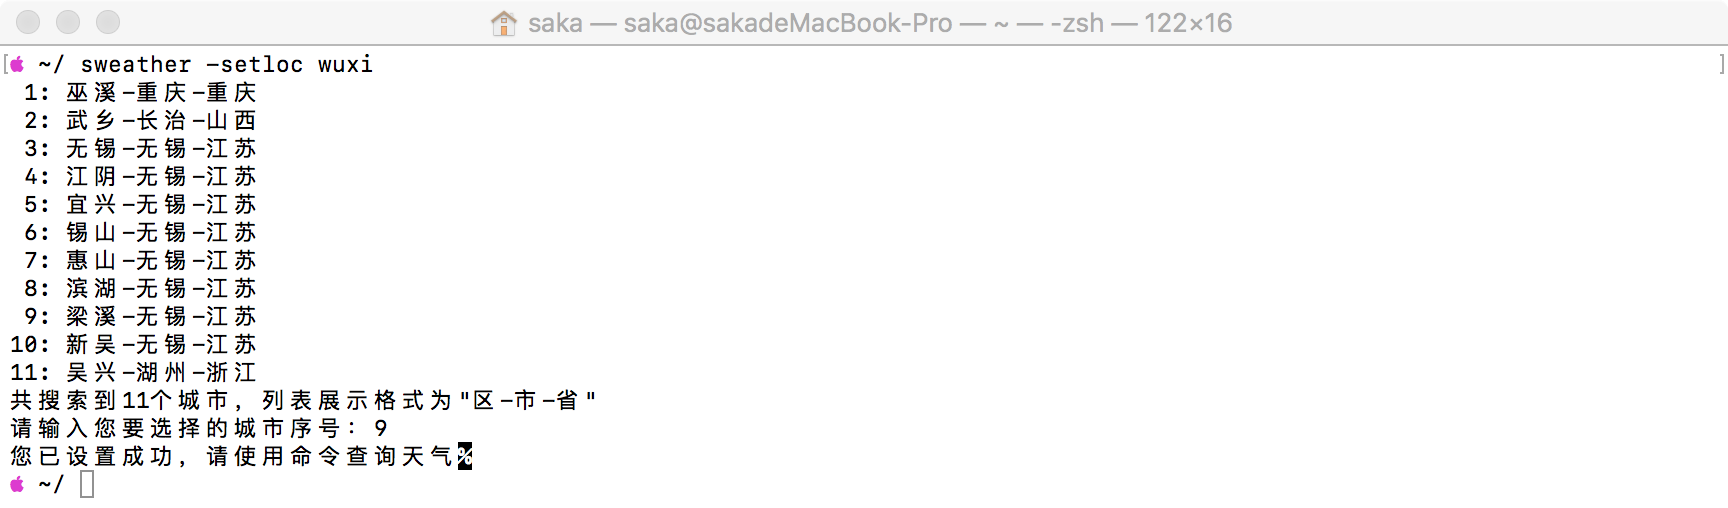 saka — saka@sakadeMacBook-Pro — ~ — -zsh — 122×16
~/ sweather -setloc wuxi
1: 巫溪-重庆-重庆
2: 武乡-长治-山西
3: 无锡-无锡-江苏
4: 江阴-无锡-江苏
5: 宜兴-无锡-江苏
6: 锡山-无锡-江苏
7: 惠山-无锡-江苏
8: 滨湖-无锡-江苏
9: 梁溪-无锡-江苏
10: 新吴-无锡-江苏
11: 吴兴-湖州-浙江
共搜索到11个城市，列表展示格式为"区-市-省"
请输入您要选择的城市序号：9
您已设置成功，请使用命令查询天气%
~/